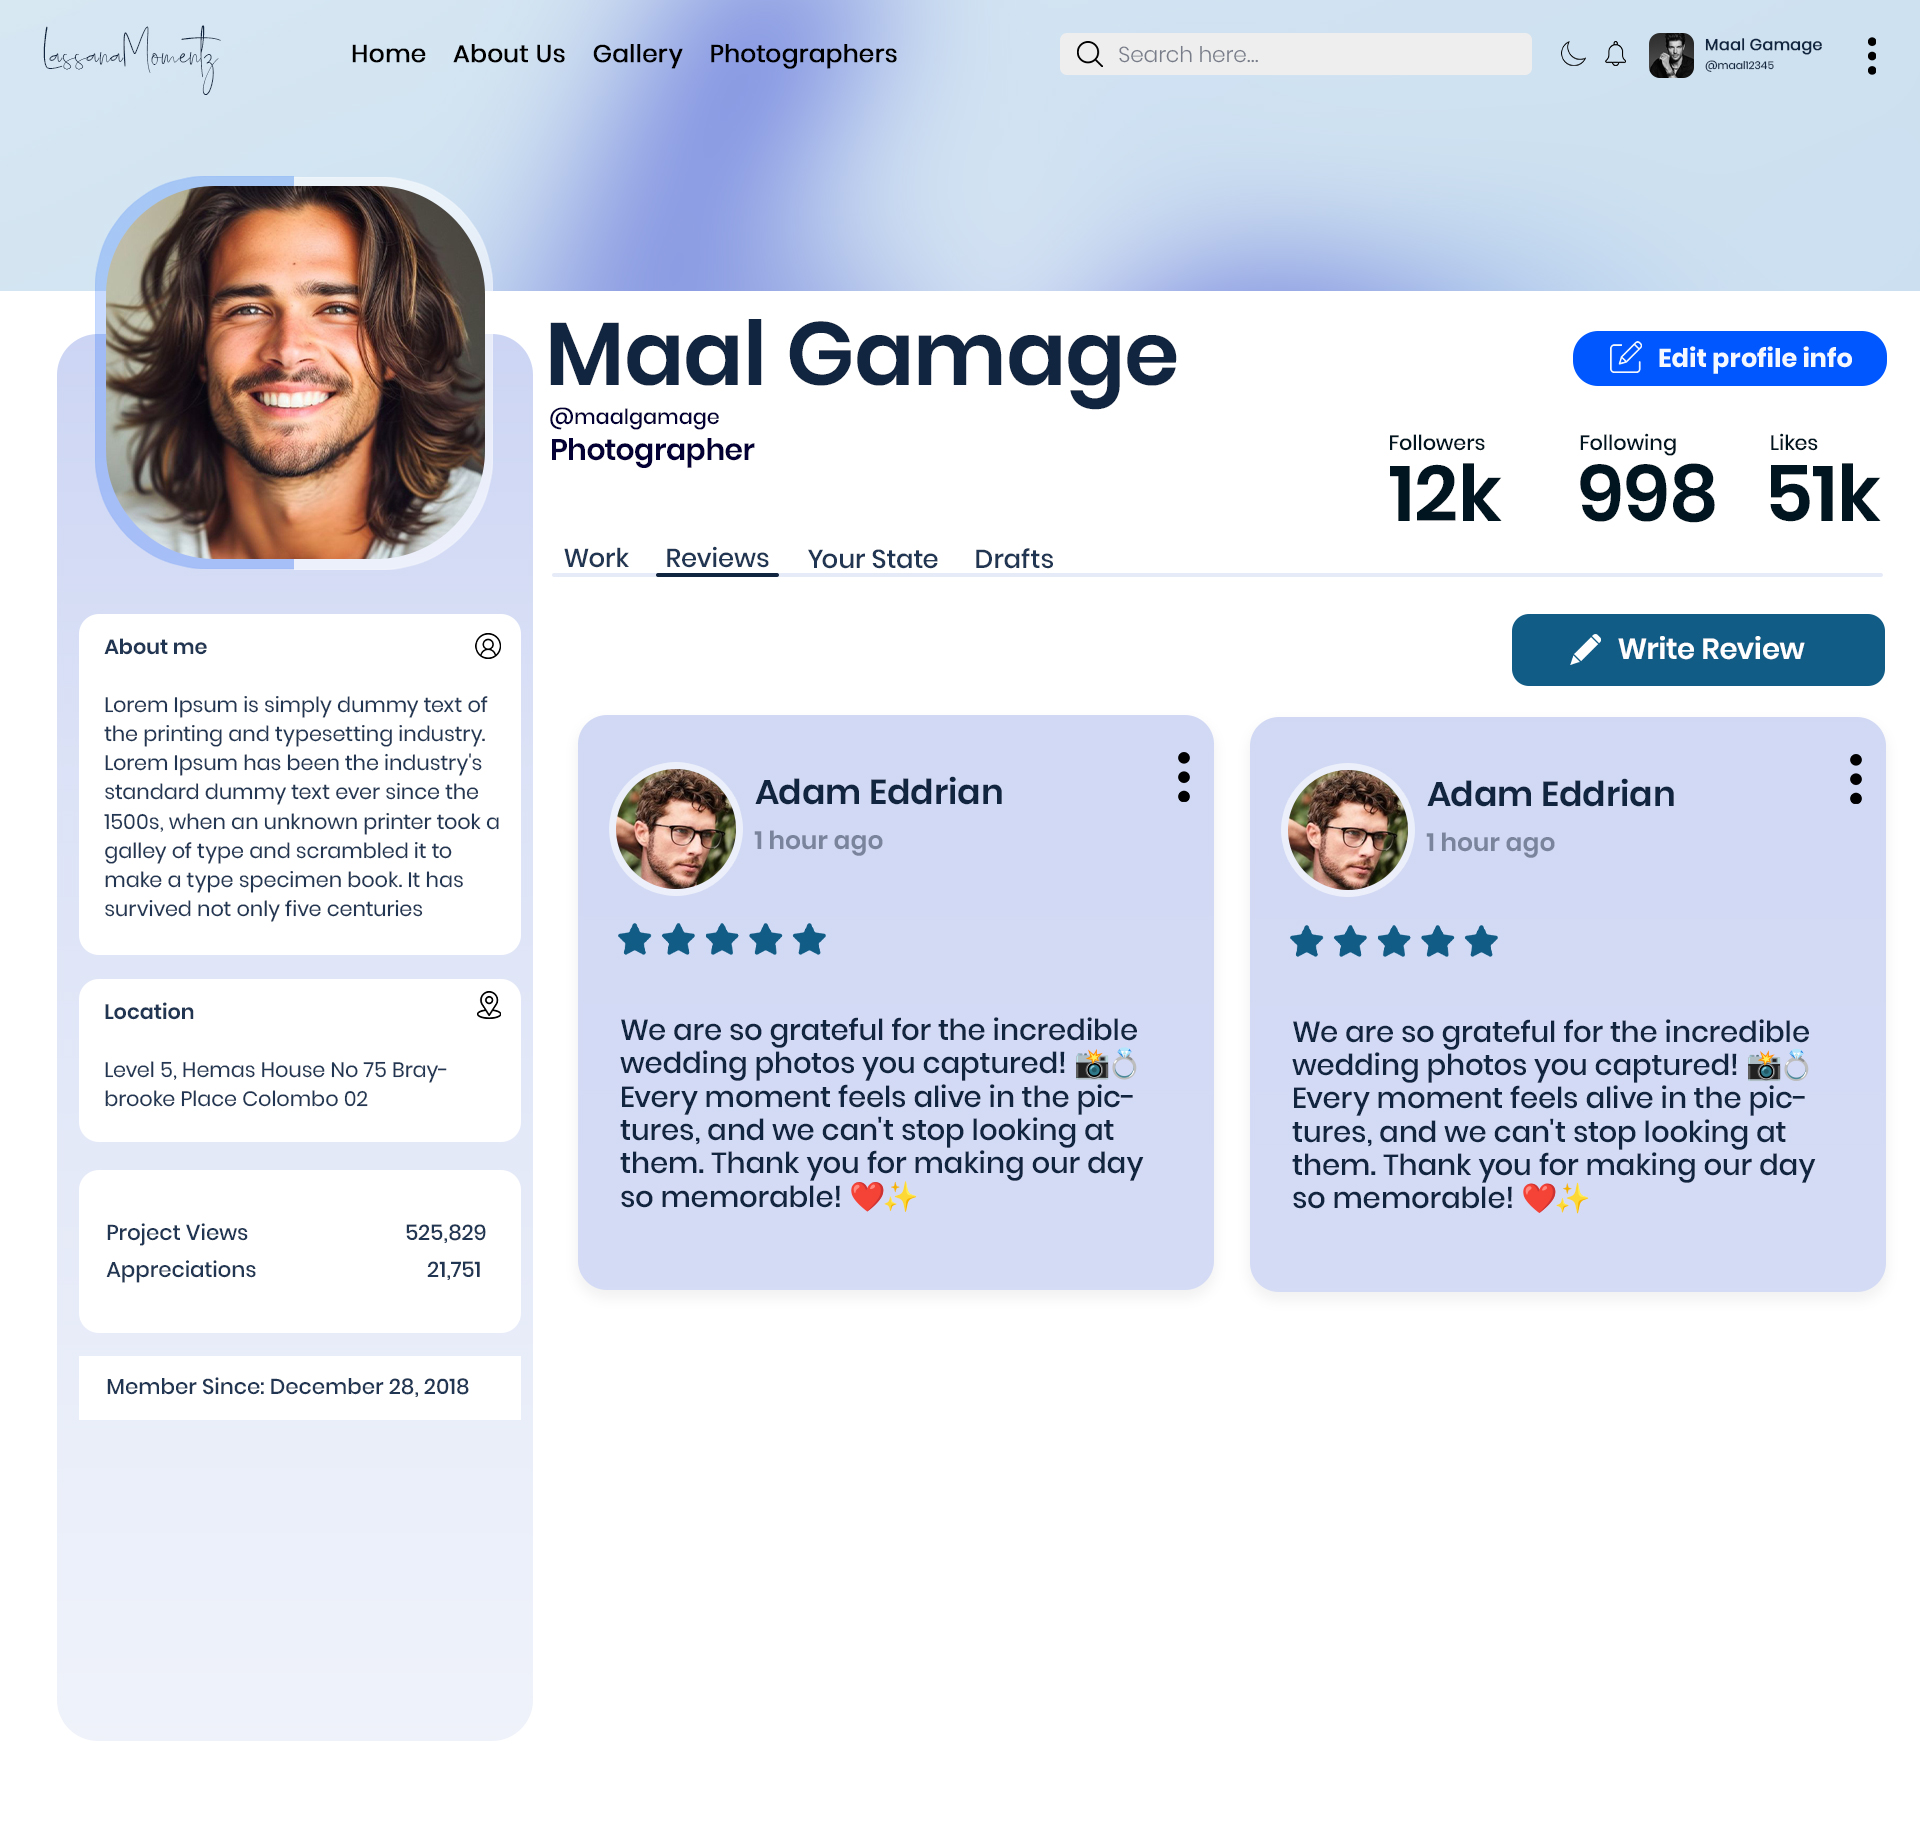 LassanaMomentz
Home About Us Gallery Photographers
Search here...
Maal Gamage
@maal12345
Maal Gamage
@maalgamage
Photographer
Edit profile info
Followers Following Likes
12k 998 51k
Work Reviews Your State Drafts
About me
Lorem Ipsum is simply dummy text of
the printing and typesetting industry.
Lorem Ipsum has been the industry's
standard dummy text ever since the
1500s, when an unknown printer took a
galley of type and scrambled it to
make a type specimen book. It has
survived not only five centuries
Location
Level 5, Hemas House No 75 Bray-
brooke Place Colombo 02
Project Views 525,829
Appreciations 21,751
Member Since: December 28, 2018
Write Review
Adam Eddrian
1 hour ago
We are so grateful for the incredible
wedding photos you captured! 📸💍
Every moment feels alive in the pic-
tures, and we can't stop looking at
them. Thank you for making our day
so memorable! ❤️✨
Adam Eddrian
1 hour ago
We are so grateful for the incredible
wedding photos you captured! 📸💍
Every moment feels alive in the pic-
tures, and we can't stop looking at
them. Thank you for making our day
so memorable! ❤️✨